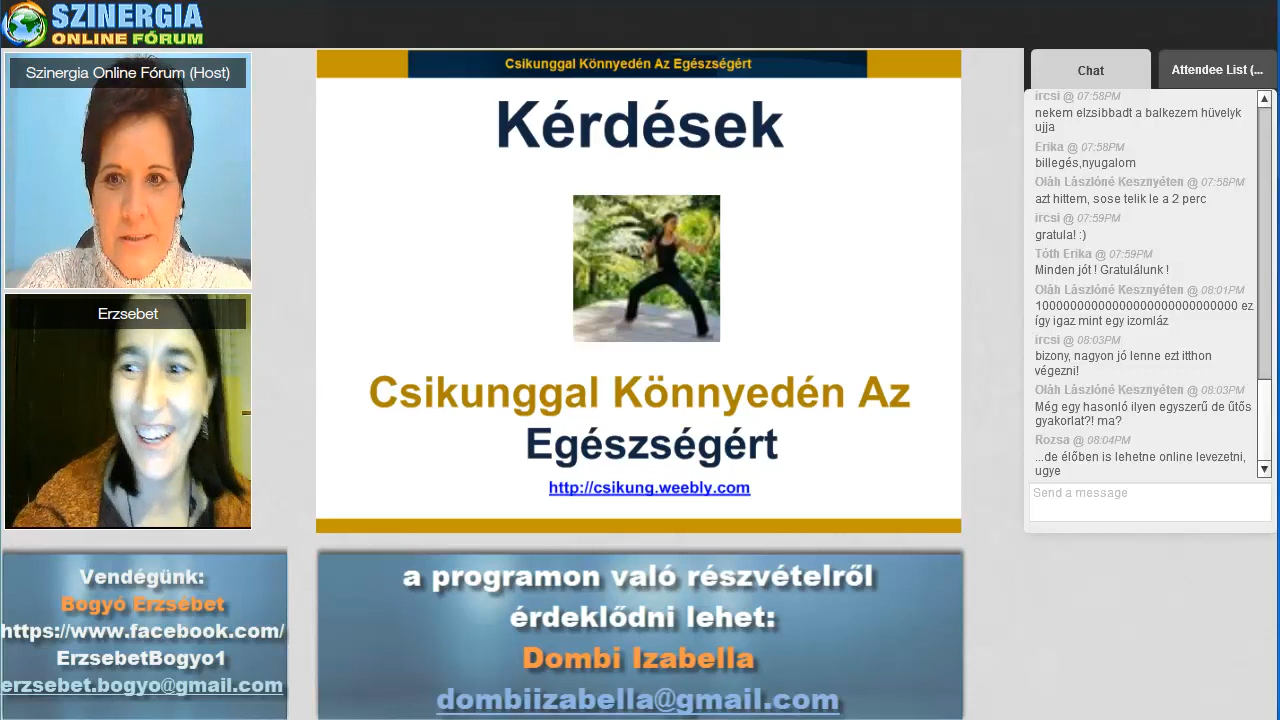 SZINERGIA
ONLINE FÓRUM
Szinergia Online Fórum (Host)
Erzsebet
Csikunggal Könnyedén Az Egészségért
Kérdések
Csikunggal Könnyedén Az
Egészségért
http://csikung.weebly.com
Chat
Attendee List (...
ircsi @ 07:58PM
nekem elzsibbadt a balkezem hüvelyk
ujja
Erika @ 07:58PM
billegés,nyugalom
Oláh Lászlóné Kesznyéten @ 07:58PM
azt hittem, sose telik le a 2 perc
ircsi @ 07:59PM
gratula! :)
Tóth Erika @ 07:59PM
Minden jót ! Gratulálunk !
Oláh Lászlóné Kesznyéten @ 08:01PM
ez
így igaz mint egy izomláz
ircsi @ 08:03PM
bizony, nagyon jó lenne ezt itthon
végezni!
Oláh Lászlóné Kesznyéten @ 08:03PM
Még egy hasonló ilyen egyszerű de űtős
gyakorlat?! ma?
Rozsa @ 08:04PM
...de élőben is lehetne online levezetni,
ugye
Send a message
Vendégünk:
Bogyó Erzsébet
https://www.facebook.com/
ErzsebetBogyo1
erzsebet.bogyo@gmail.com
a programon való részvételről
érdeklődni lehet:
Dombi Izabella
dombiizabella@gmail.com